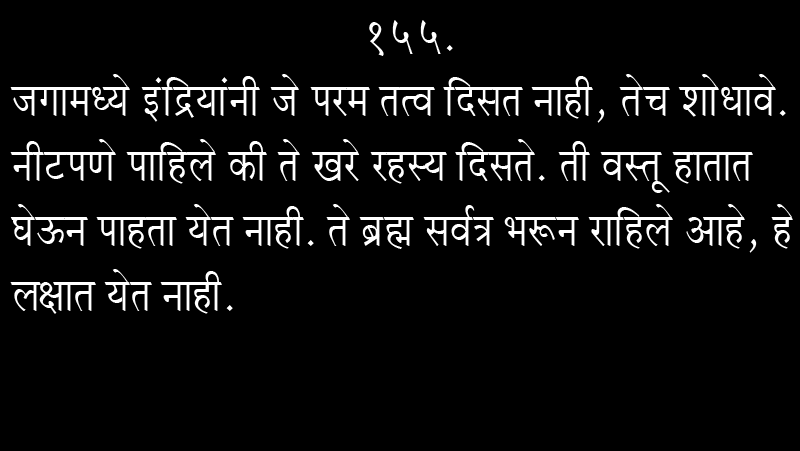 १५५.
जगामध्ये इंद्रियांनी जे परम तत्व दिसत नाही, तेच शोधावे.
नीटपणे पाहिले की ते खरे रहस्य दिसते. ती वस्तू हातात
घेऊन पाहता येत नाही. ते ब्रह्म सर्वत्र भरून राहिले आहे, हे
लक्षात येत नाही.